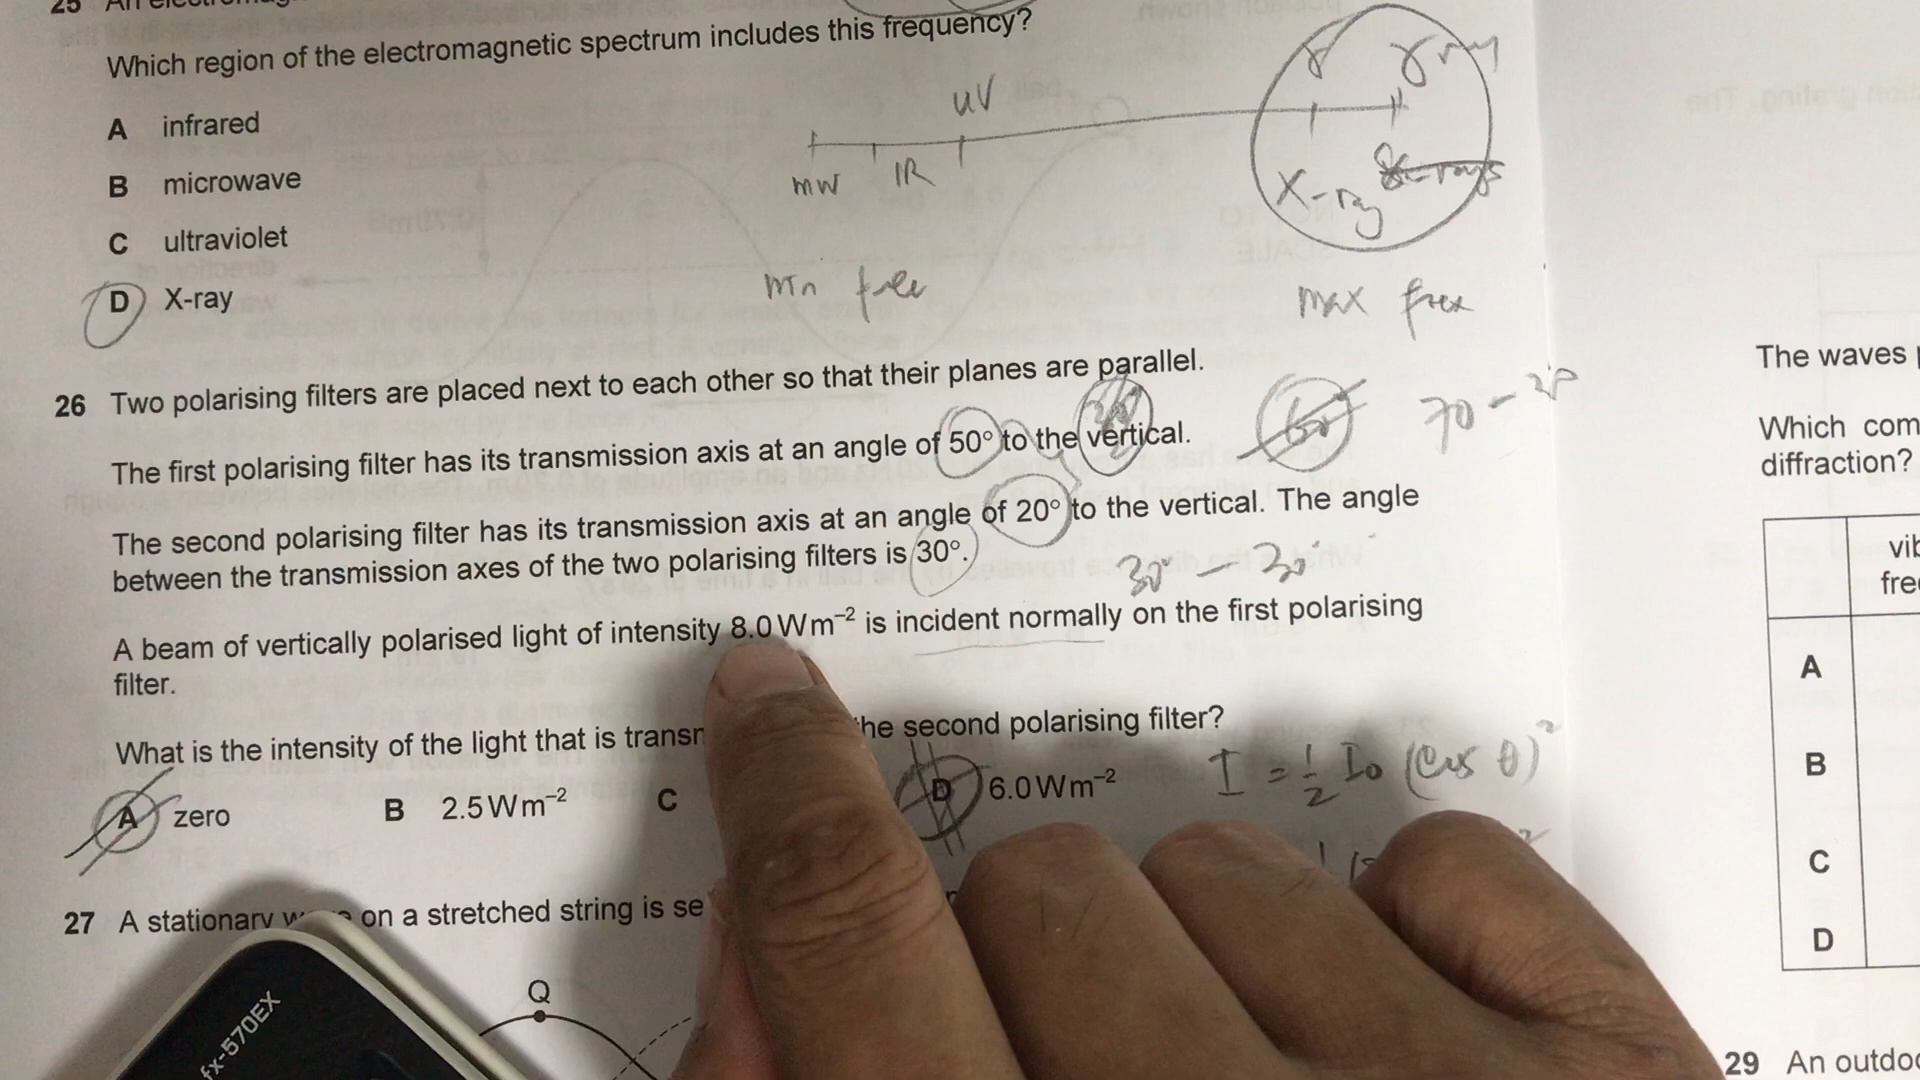 25 An
Which region of the electromagnetic spectrum includes this frequency?
A infrared
B microwave
C ultraviolet
D X-ray
UV
γ ray
MW
IR
X-ray
min
max
26 Two polarising filters are placed next to each other so that their planes are parallel.
The first polarising filter has its transmission axis at an angle of 50° to the vertical.
70 -
The second polarising filter has its transmission axis at an angle of 20° to the vertical. The angle
between the transmission axes of the two polarising filters is 30°.
A beam of vertically polarised light of intensity 8.0 W m⁻² is incident normally on the first polarising
filter.
What is the intensity of the light that is he second polarising filter?
A zero B 2.5 W m⁻² C D 6.0 W m⁻²
I = 1/2 I₀ (cos θ)²
27 A stationary on a stretched string is se
Q
fx-570EX
The waves
Which com
diffraction?
vib
fre
A
B
C
D
29 An outdoo